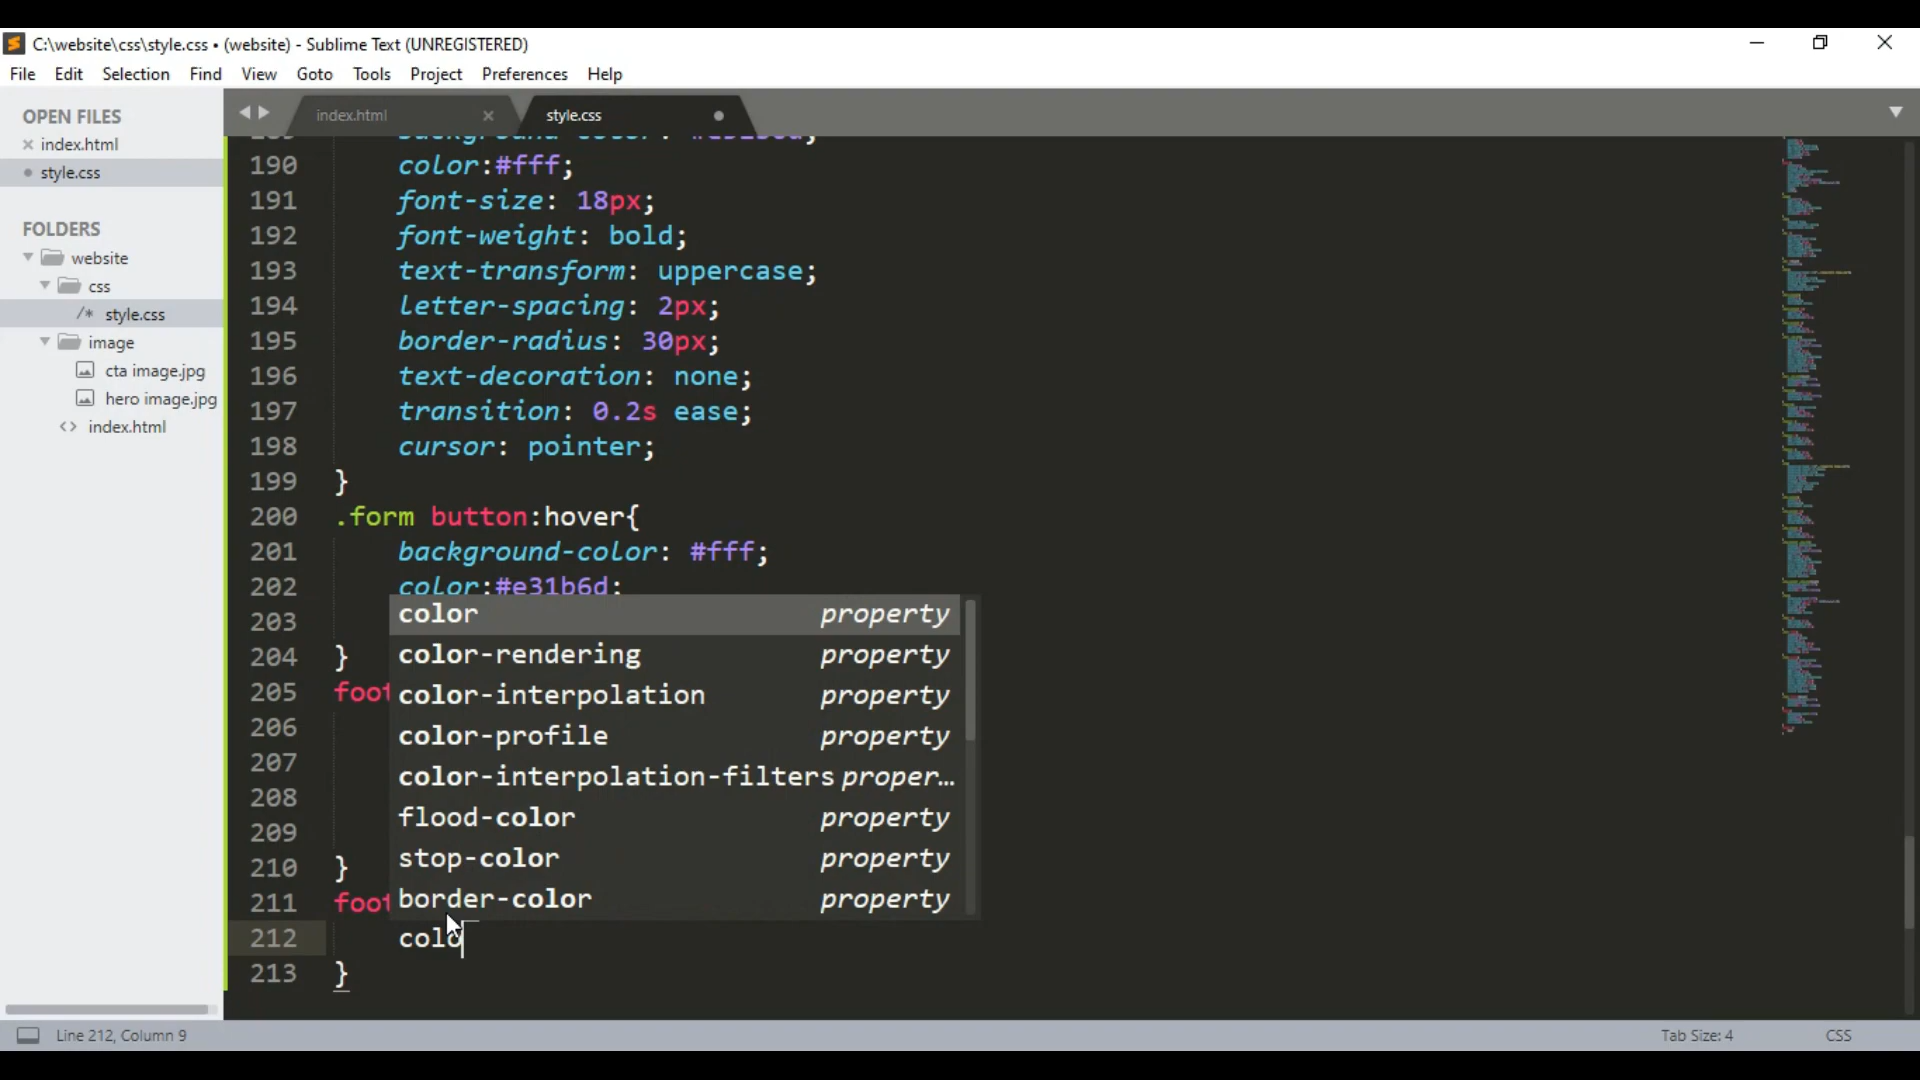 C:\website\css\style.css • (website) - Sublime Text (UNREGISTERED)
File Edit Selection Find View Goto Tools Project Preferences Help
OPEN FILES
index.html
style.css
FOLDERS
website
css
/* style.css
image
cta image.jpg
hero image.jpg
<> index.html
index.html
style.css
190 color:#fff;
191 font-size: 18px;
192 font-weight: bold;
193 text-transform: uppercase;
194 letter-spacing: 2px;
195 border-radius: 30px;
196 text-decoration: none;
197 transition: 0.2s ease;
198 cursor: pointer;
199 }
200 .form button:hover{
201 background-color: #fff;
202 color:#e31b6d;
203
204 }
205 foot
206
207
208
209
210 }
211 foot
212 colo
213 }
color property
color-rendering property
color-interpolation property
color-profile property
color-interpolation-filters proper…
flood-color property
stop-color property
border-color property
Line 212, Column 9
Tab Size: 4
CSS